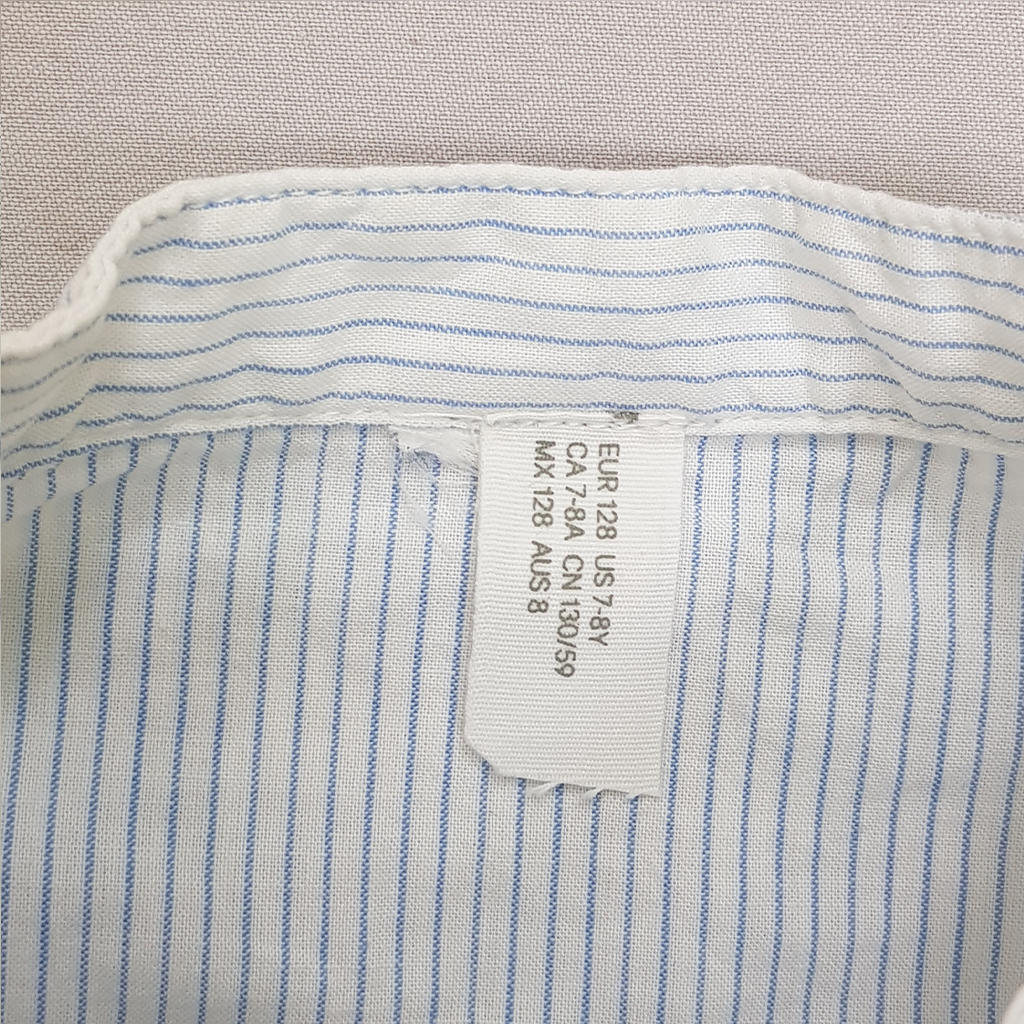 EUR 128 US 7-8Y
CA 7-8A CN 130/59
MX 128 AUS 8